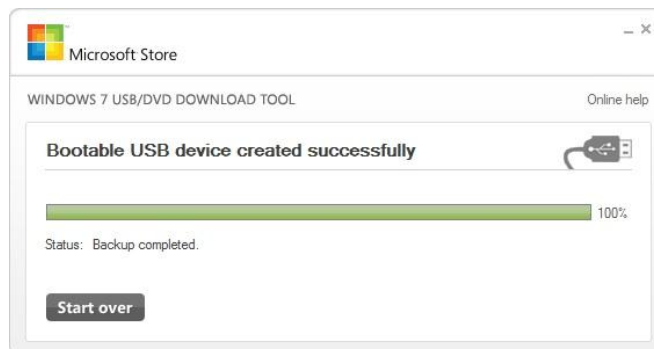 Microsoft Store
WINDOWS 7 USB/DVD DOWNLOAD TOOL
Online help
Bootable USB device created successfully
100%
Status: Backup completed.
Start over